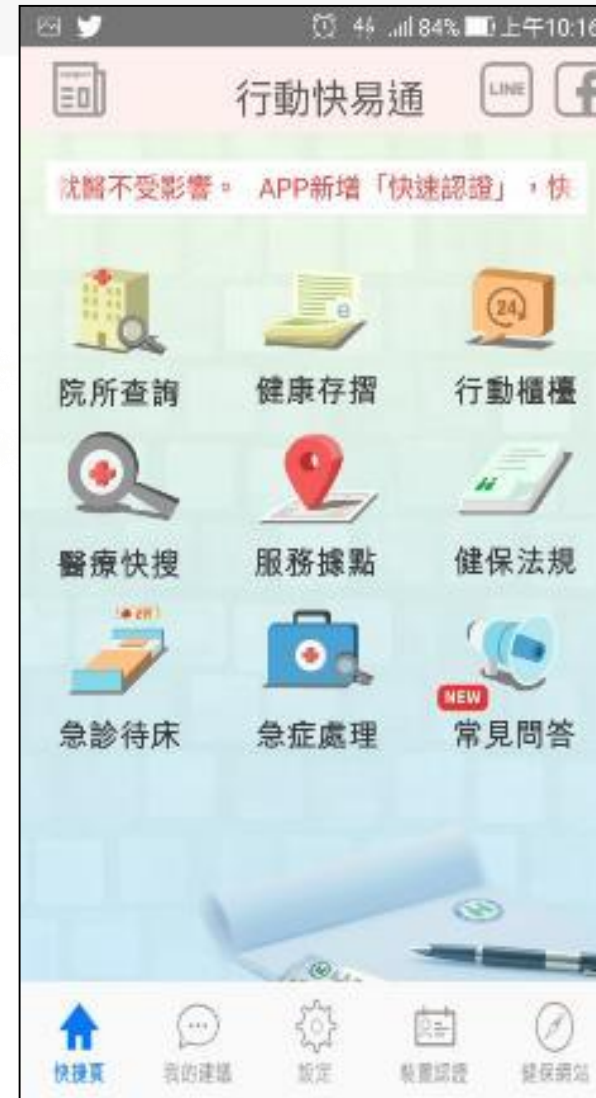 46 84% 上午10:16
行動快易通 LINE
就醫不受影響。 APP新增「快速認證」,快
24
院所查詢 健康存摺 行動櫃檯
醫療快搜 服務據點 健保法規
NEW
急診待床 急症處理 常見問答
快捷頁 我的建議 設定 裝置認證 健保網站